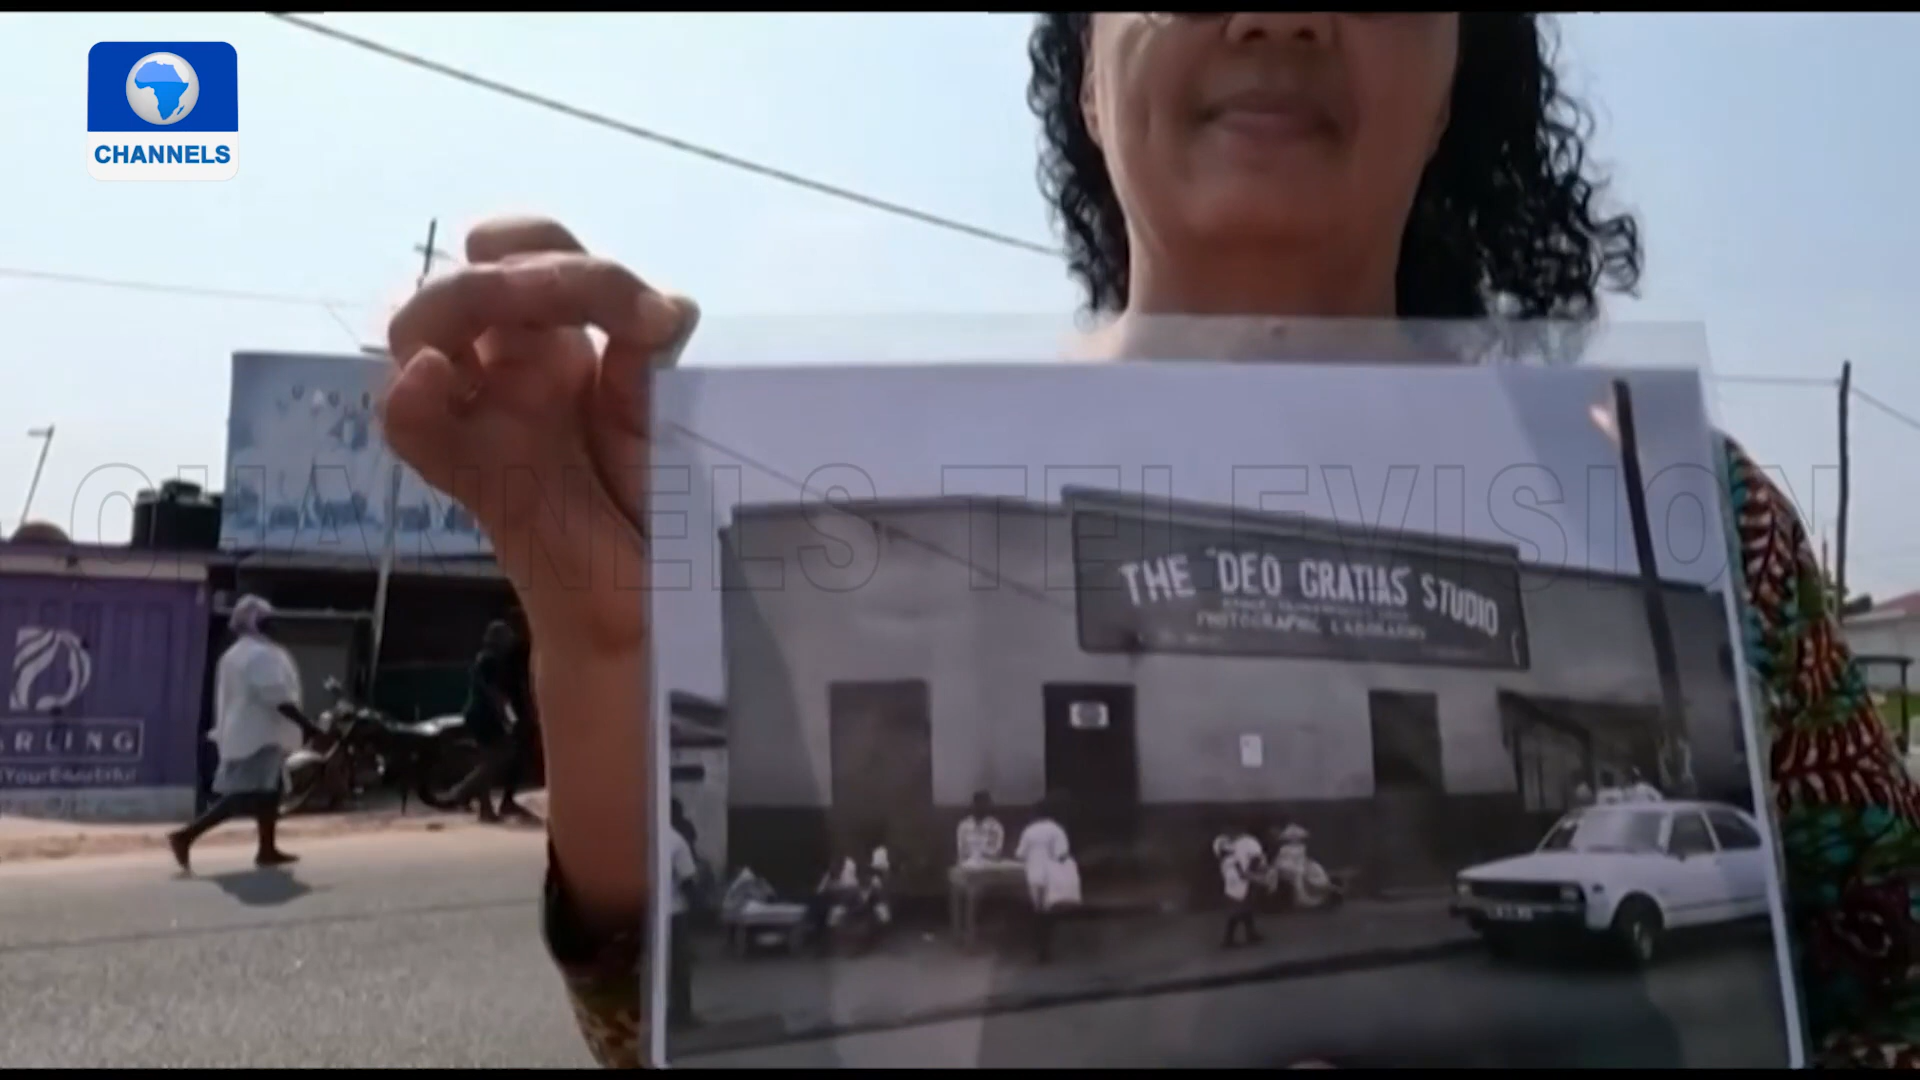 CHANNELS
CHANNELS TELEVISION
THE "DEO GRATIAS" STUDIO
PHOTOGRAPHIC LABORATORY
RLING